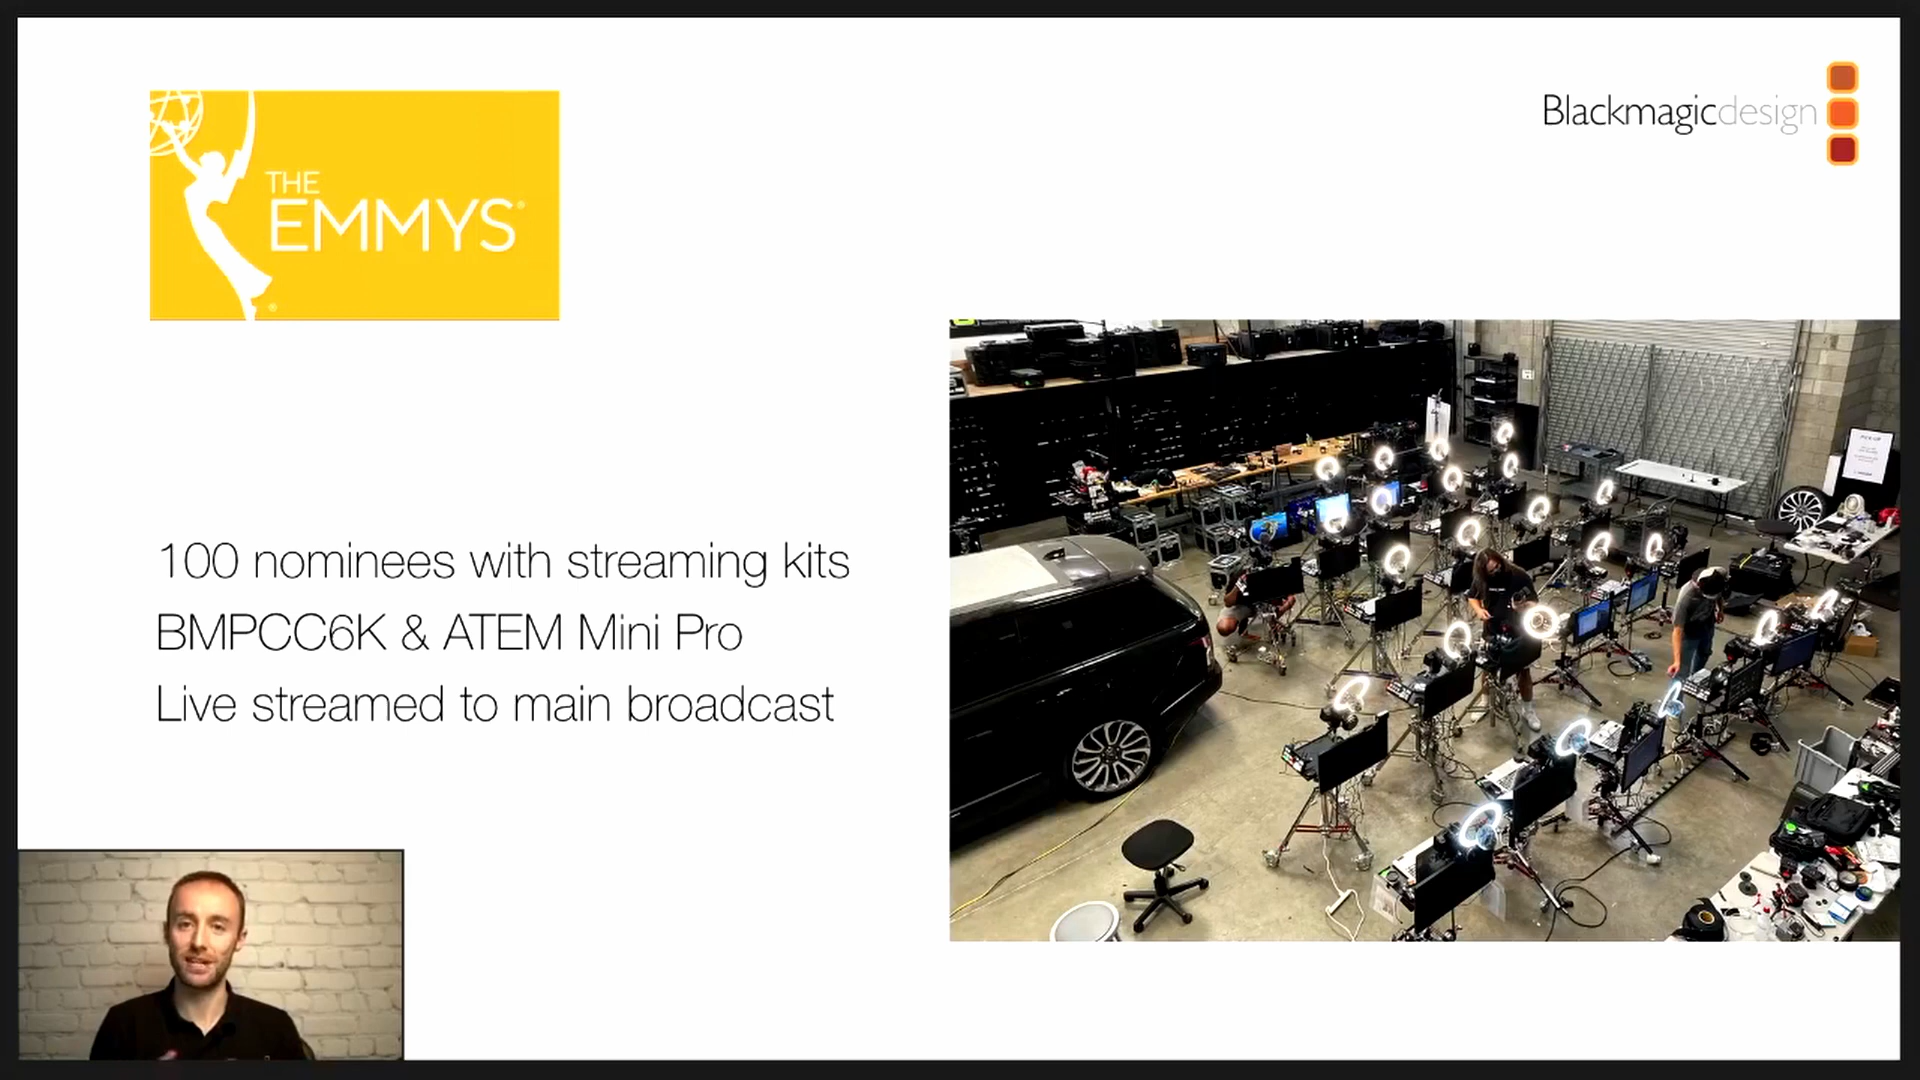 THE
EMMYS®
®
Blackmagicdesign
100 nominees with streaming kits
BMPCC6K & ATEM Mini Pro
Live streamed to main broadcast